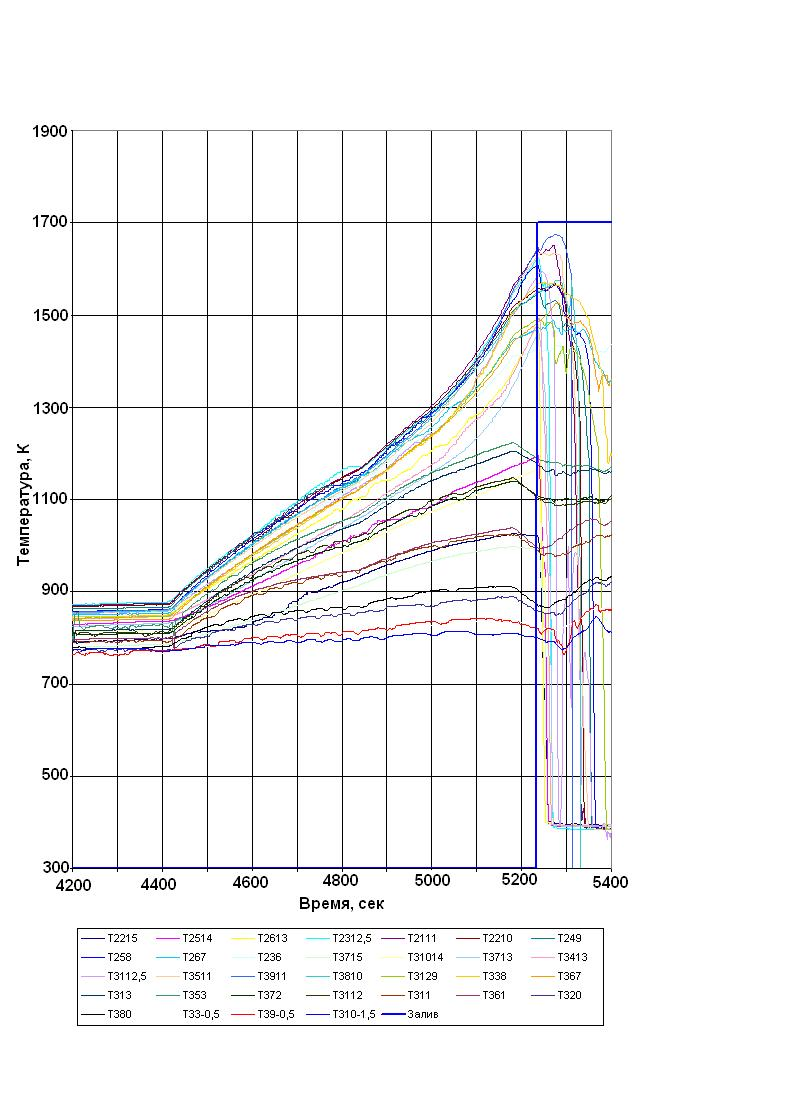 1900
1700
1500
1300
1100
900
700
500
300
Температура, К
4200 4400 4600 4800 5000 5200 5400
Время, сек
T2215 T2514 T2613 T2312,5 T2111 T2210 T249
T258 T267 T236 T3715 T31014 T3713 T3413
T3112,5 T3511 T3911 T3810 T3129 T338 T367
T313 T353 T372 T3112 T311 T361 T320
T380 T33-0,5 T39-0,5 T310-1,5 Залив